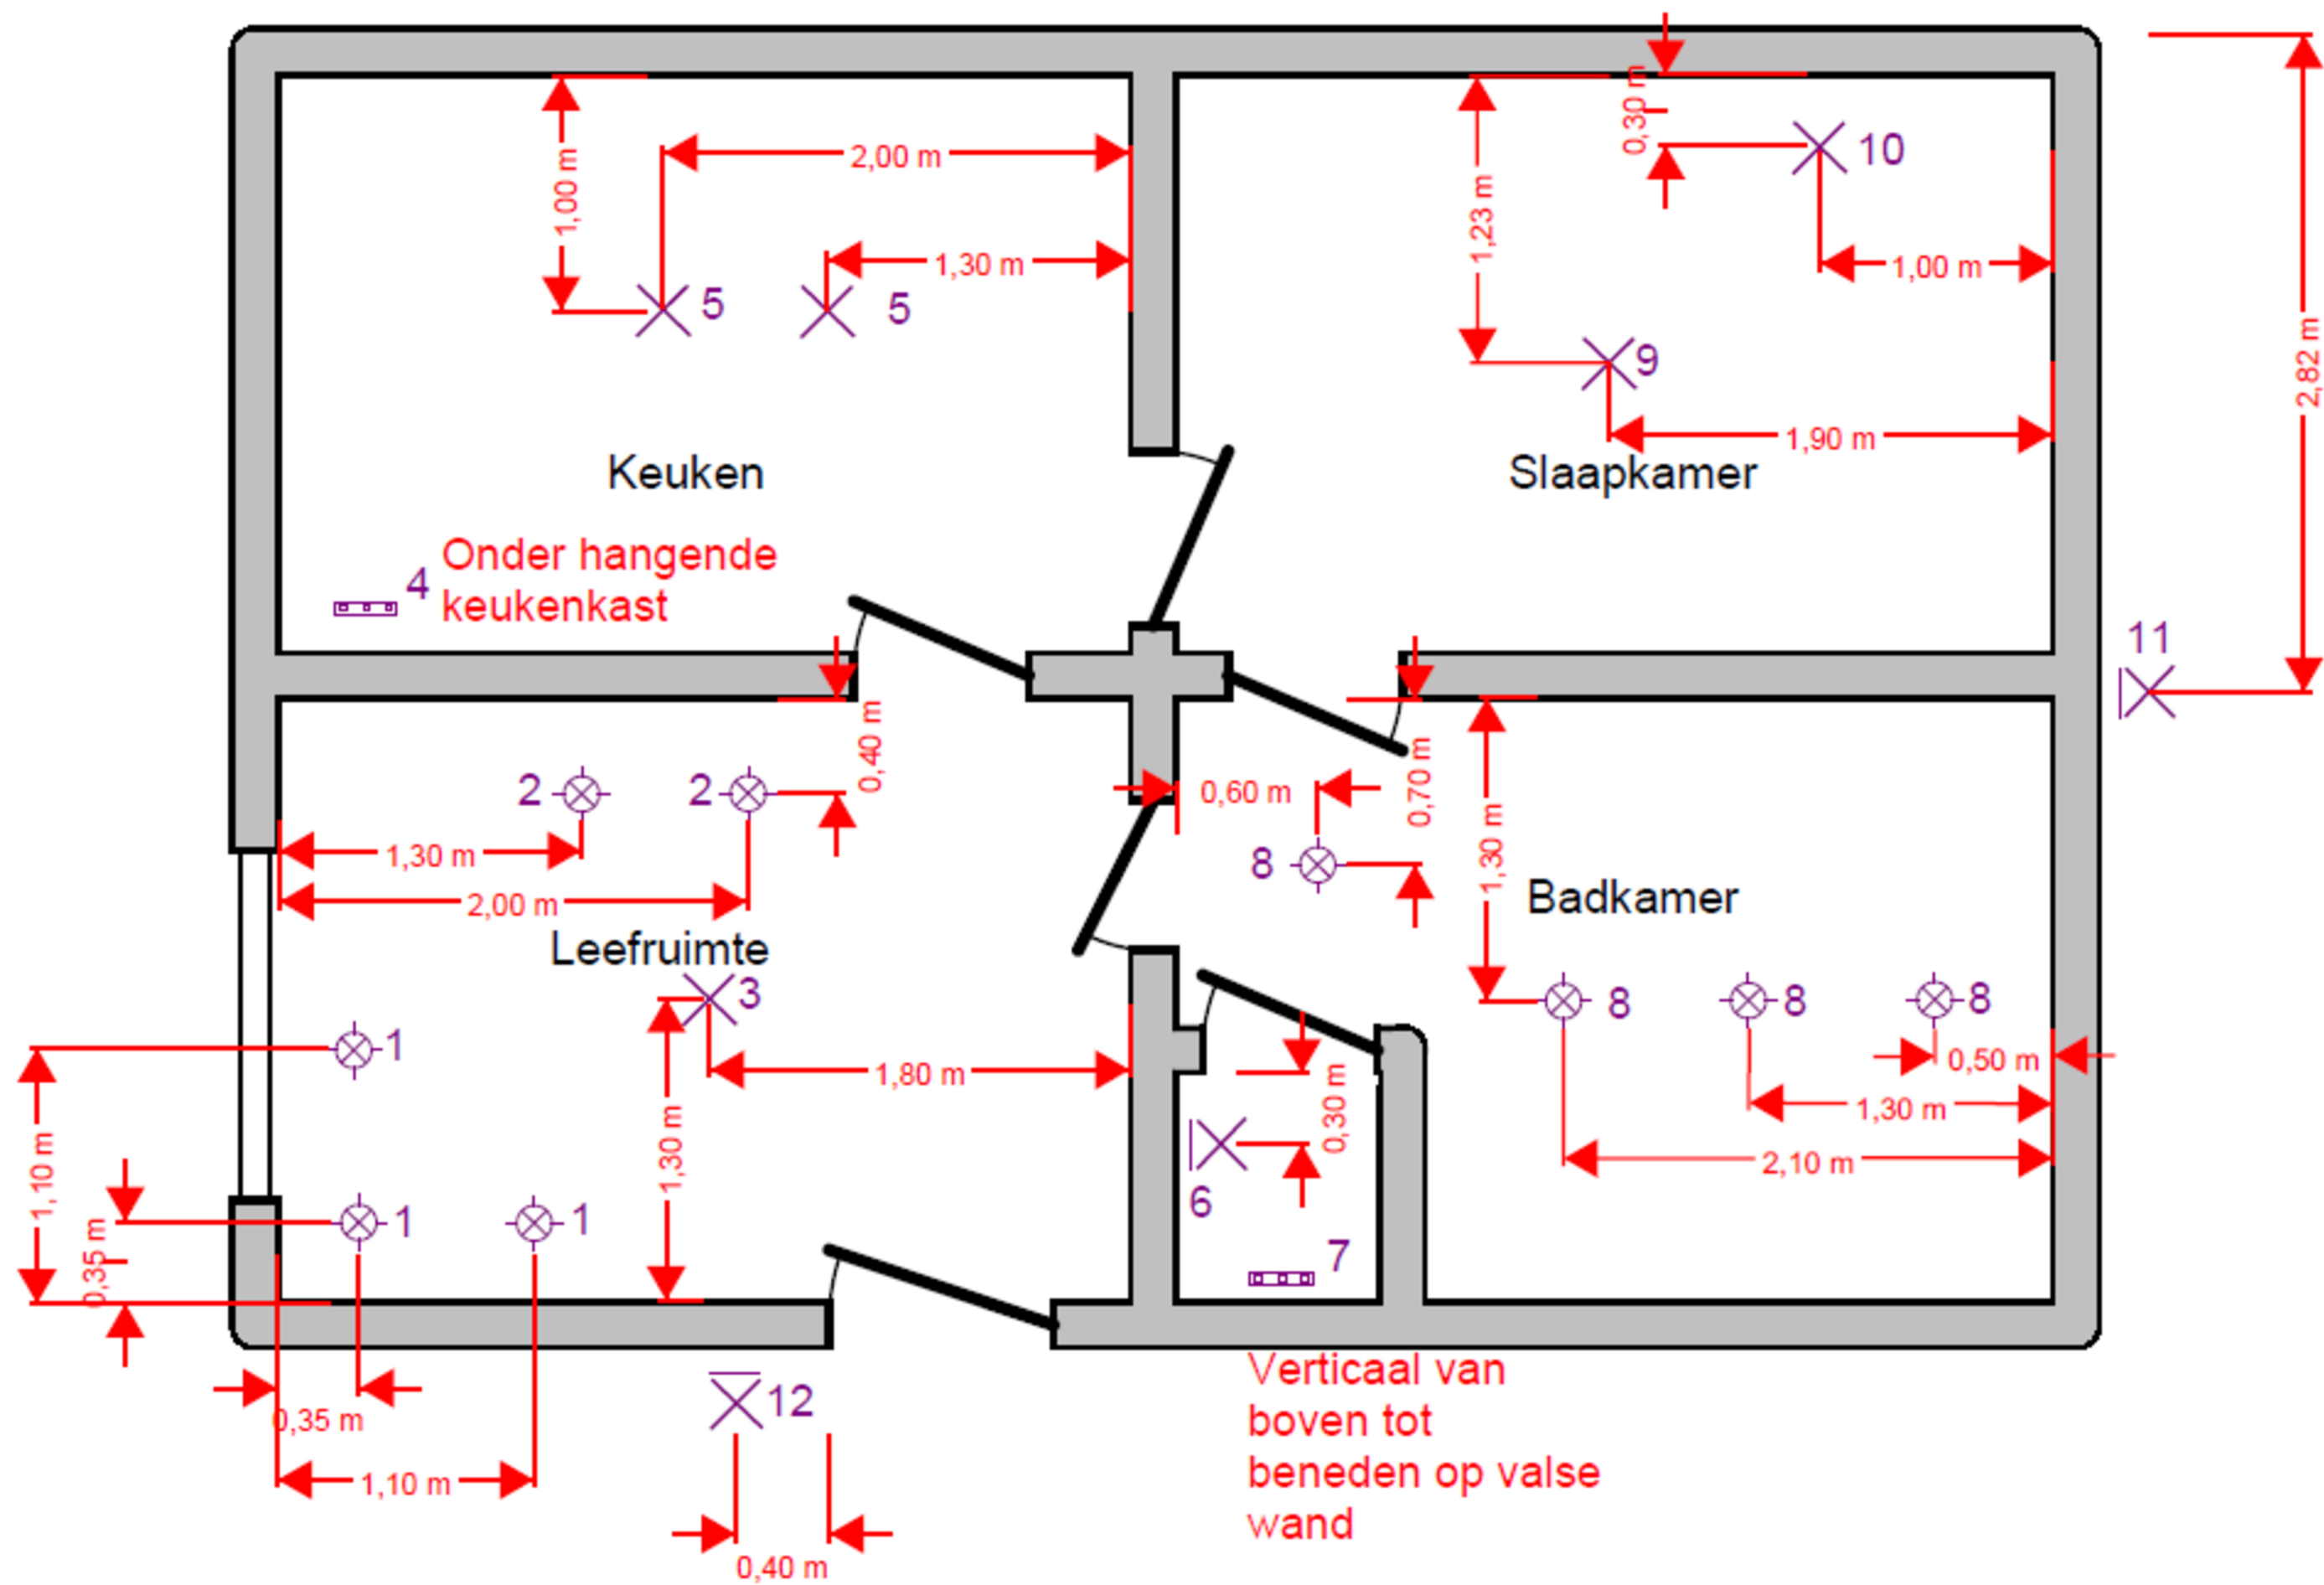 0,30 m
2,00 m
10
1,00 m
1,23 m
1,30 m
1,00 m
5
5
9
2,82 m
1,90 m
Keuken
Slaapkamer
Onder hangende
keukenkast
4
11
0,40 m
0,70 m
2
2
0,60 m
1,30 m
1,30 m
8
2,00 m
Badkamer
Leefruimte
3
8
8
8
1
1,80 m
0,50 m
0,30 m
1,30 m
1,10 m
1,30 m
2,10 m
6
1
1
0,35 m
7
Verticaal van
boven tot
beneden op valse
wand
12
0,35 m
1,10 m
0,40 m